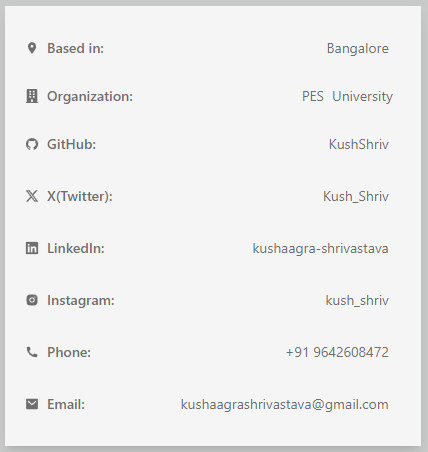 Based in: Bangalore
Organization: PES University
GitHub: KushShriv
X(Twitter): Kush_Shriv
LinkedIn: kushaagra-shrivastava
Instagram: kush_shriv
Phone: +91 9642608472
Email: kushaagrashrivastava@gmail.com